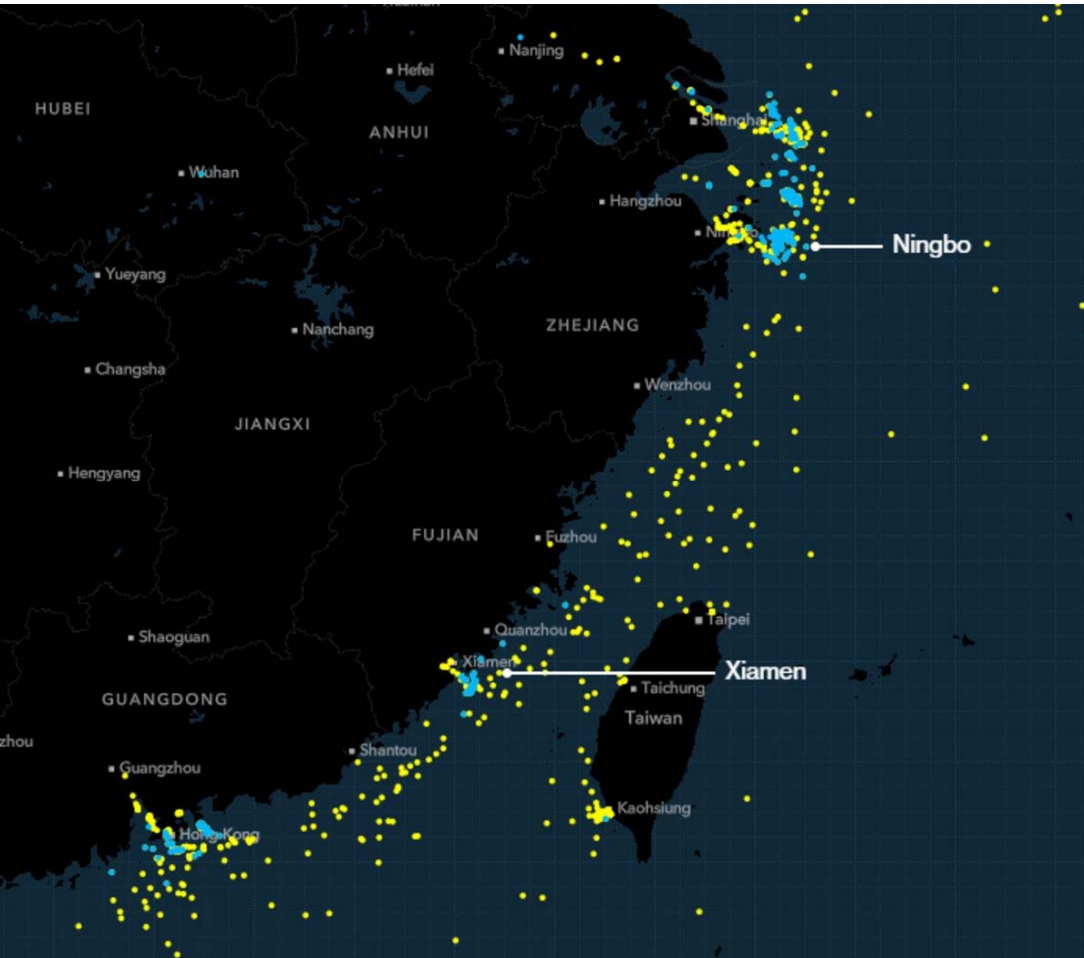 Nanjing
Hefei
HUBEI
ANHUI
Shanghai
Wuhan
Hangzhou
Ningbo
Ningbo
Yueyang
Nanchang
ZHEJIANG
Changsha
Wenzhou
JIANGXI
Hengyang
FUJIAN
Fuzhou
Taipei
Quanzhou
Shaoguan
Xiamen
Xiamen
Taichung
GUANGDONG
Taiwan
zhou
Shantou
Guangzhou
Kaohsiung
Hong Kong